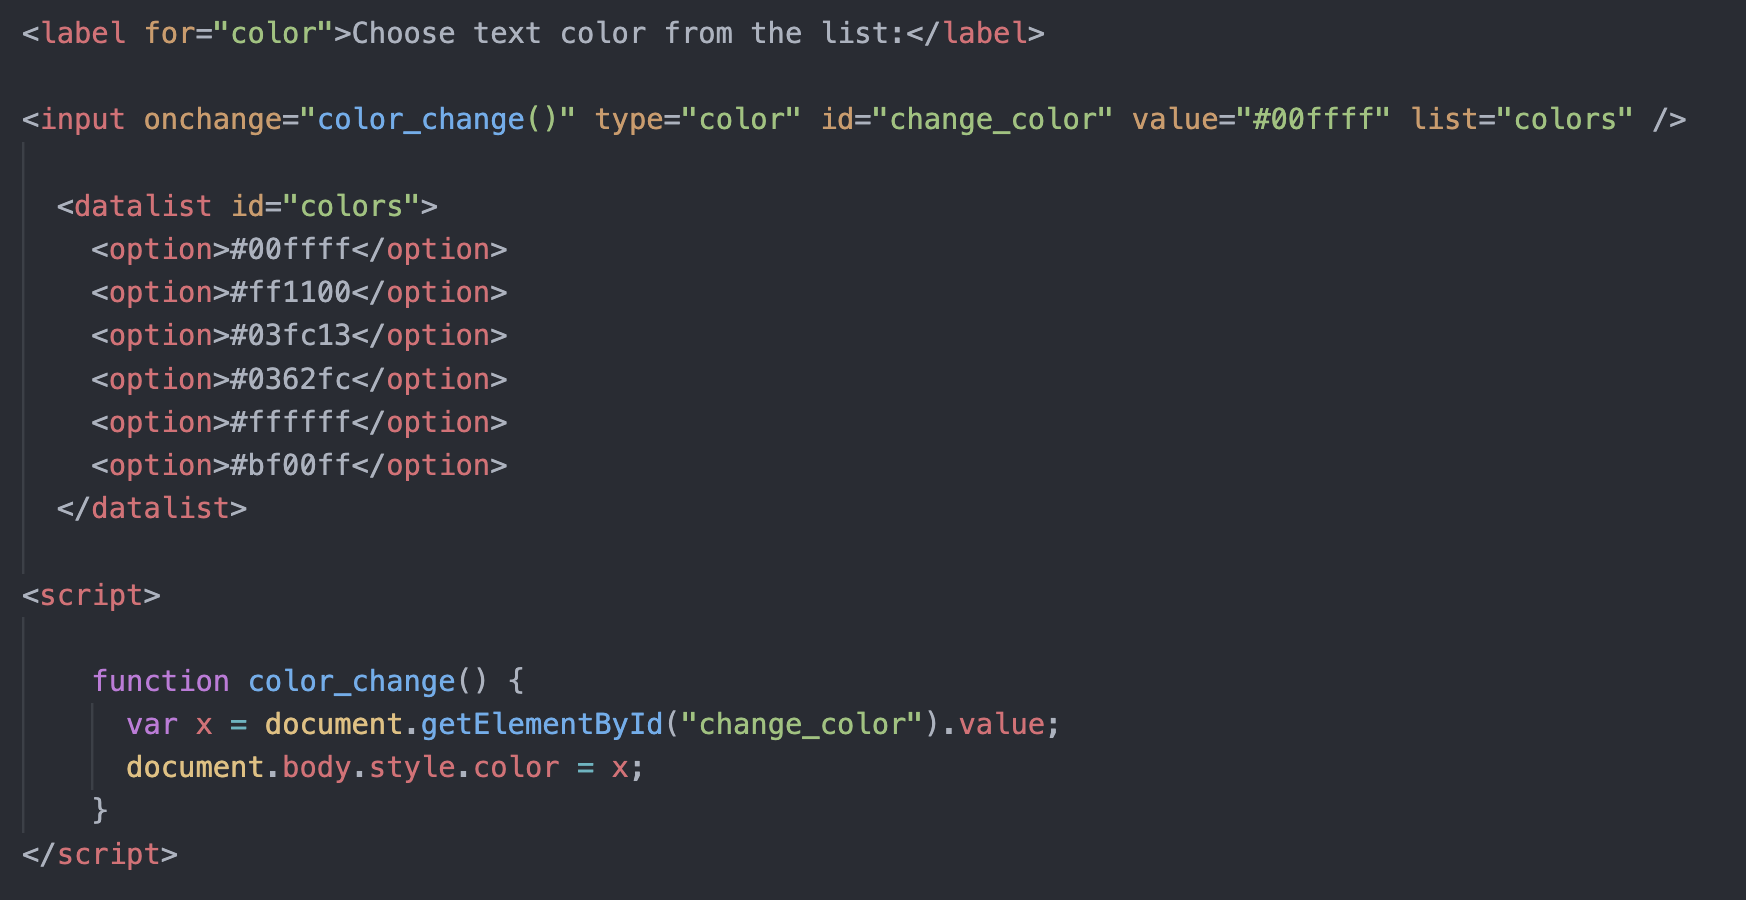 <label for="color">Choose text color from the list:</label>
<input onchange="color_change()" type="color" id="change_color" value="#00ffff" list="colors" />
<datalist id="colors">
<option>#00ffff</option>
<option>#ff1100</option>
<option>#03fc13</option>
<option>#0362fc</option>
<option>#ffffff</option>
<option>#bf00ff</option>
</datalist>
<script>
function color_change() {
var x = document.getElementById("change_color").value;
document.body.style.color = x;
}
</script>